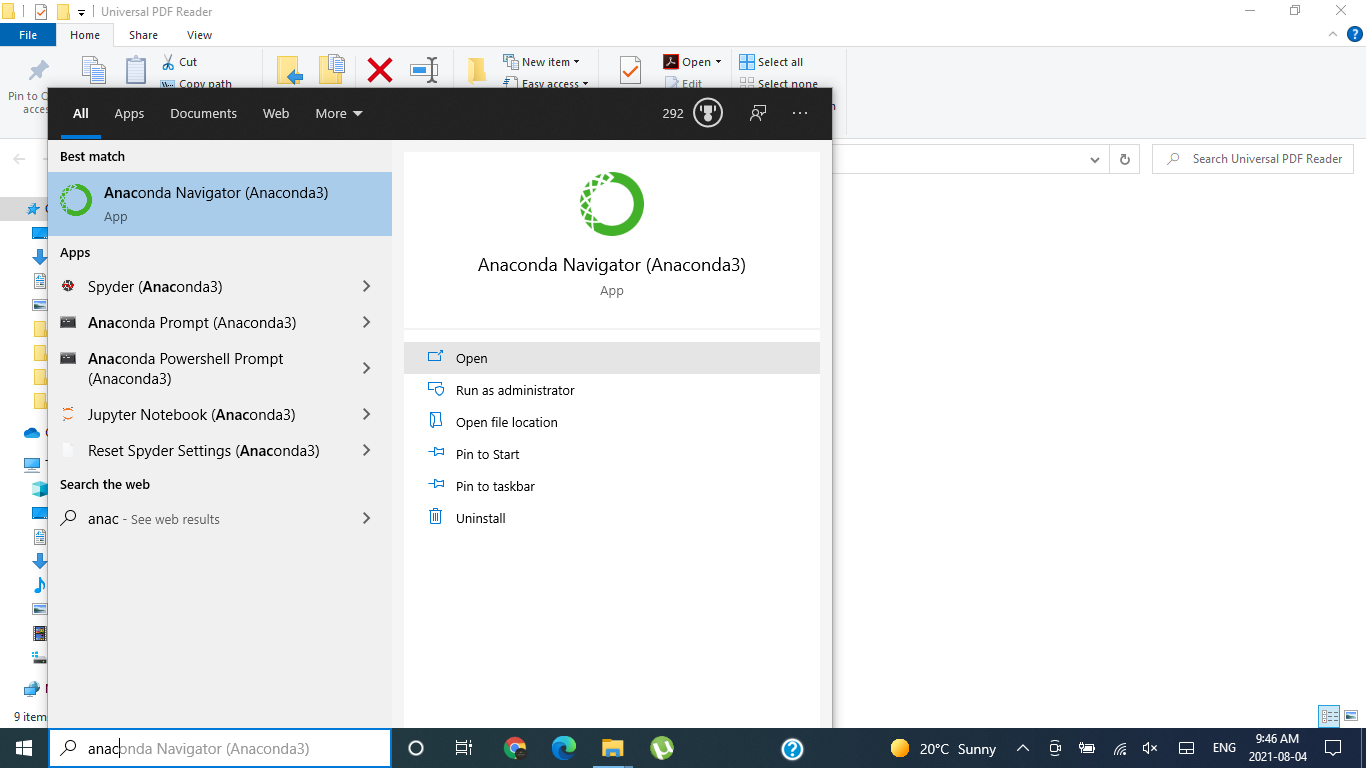 Universal PDF Reader
File Home Share View
Cut
Copy path
New item
Easy access
Open
Edit
Select all
Select none
Pin to
acces
All Apps Documents Web More 292
Search Universal PDF Reader
Best match
Anaconda Navigator (Anaconda3)
App
Apps
Spyder (Anaconda3)
Anaconda Prompt (Anaconda3)
Anaconda Powershell Prompt
(Anaconda3)
Jupyter Notebook (Anaconda3)
Reset Spyder Settings (Anaconda3)
Search the web
anac - See web results
Anaconda Navigator (Anaconda3)
App
Open
Run as administrator
Open file location
Pin to Start
Pin to taskbar
Uninstall
9 item
anaconda Navigator (Anaconda3)
20°C Sunny
ENG
9:46 AM
2021-08-04